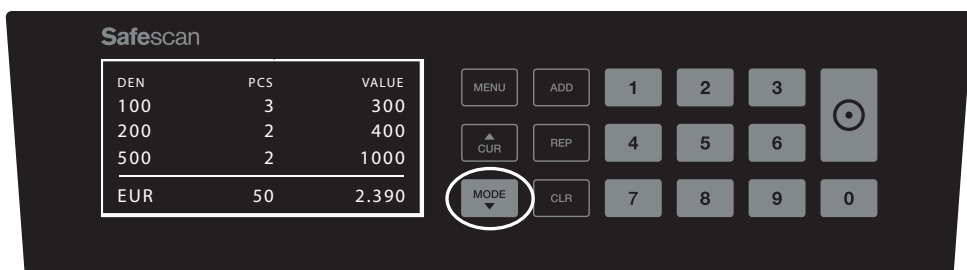 Safescan
DEN PCS VALUE
100 3 300
200 2 400
500 2 1000
EUR 50 2.390
MENU ADD 1 2 3
CUR REP 4 5 6
MODE CLR 7 8 9 0